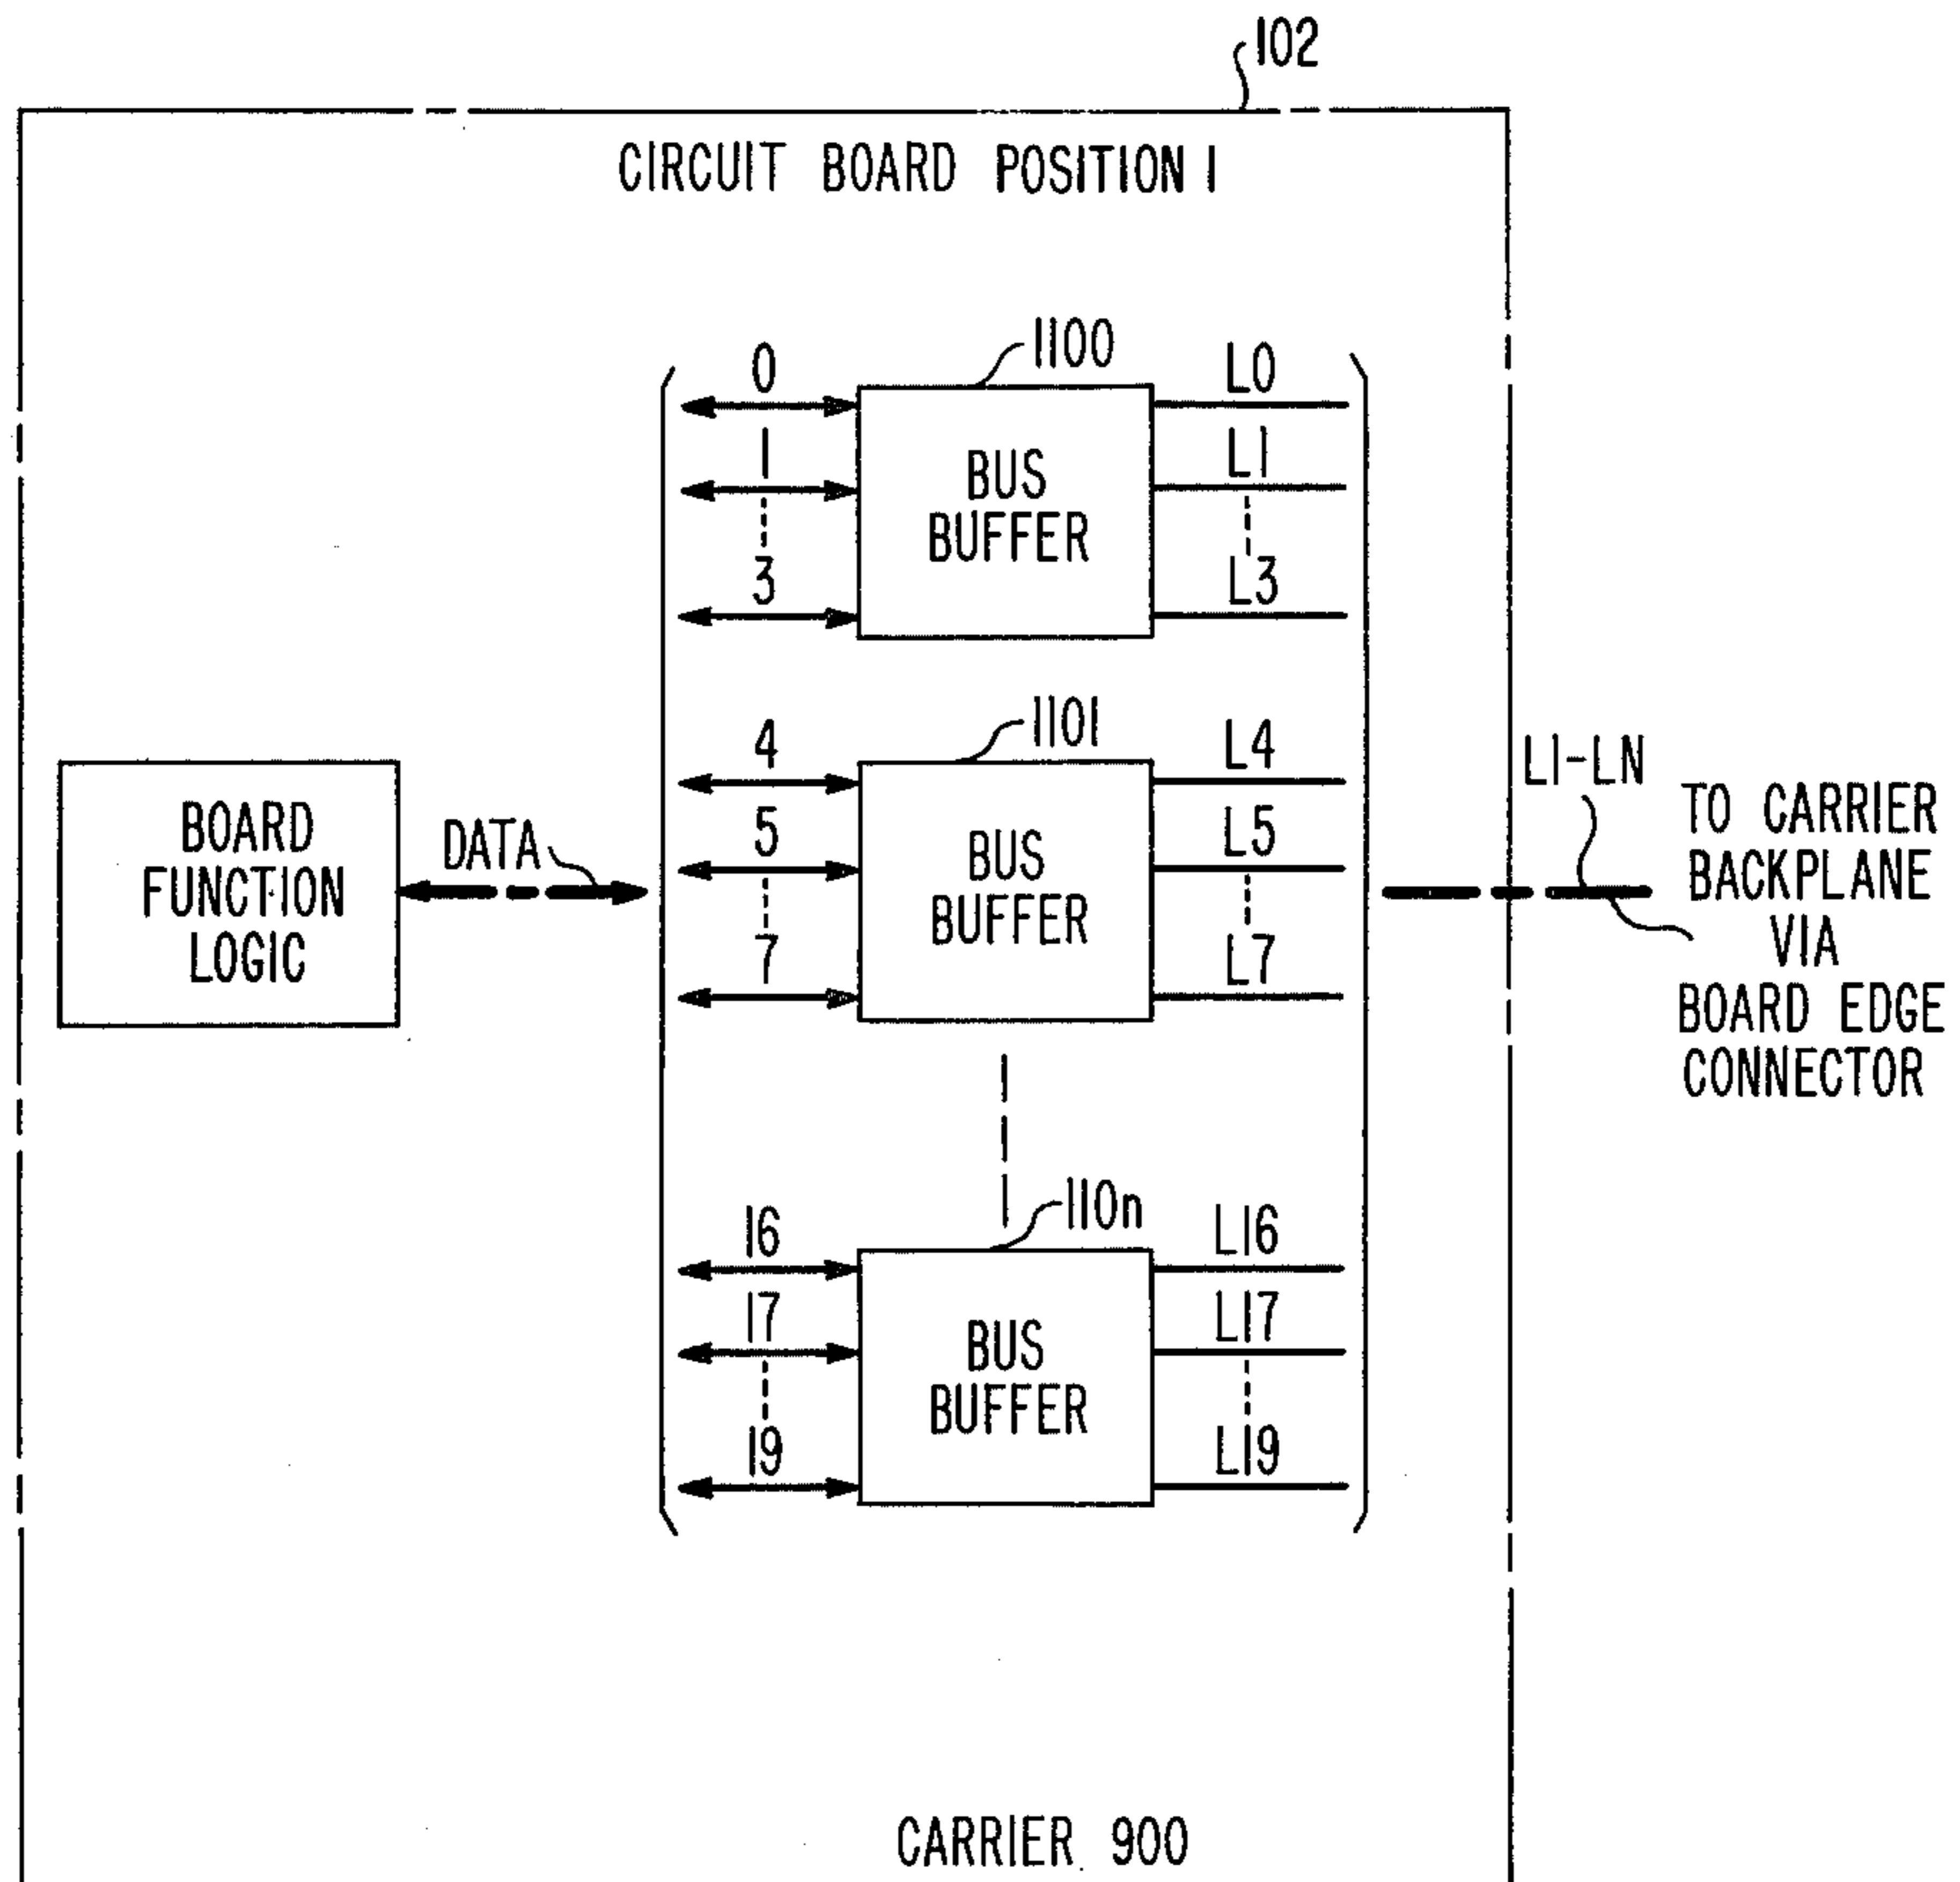 102
CIRCUIT BOARD POSITION 1
1100
0
L0
1
L1
BUS
BUFFER
3
L3
1101
4
L4
5
L5
BUS
BUFFER
7
L7
BOARD
FUNCTION
LOGIC
DATA
L1-LN
TO CARRIER
BACKPLANE
VIA
BOARD EDGE
CONNECTOR
110n
16
L16
17
L17
BUS
BUFFER
19
L19
CARRIER 900